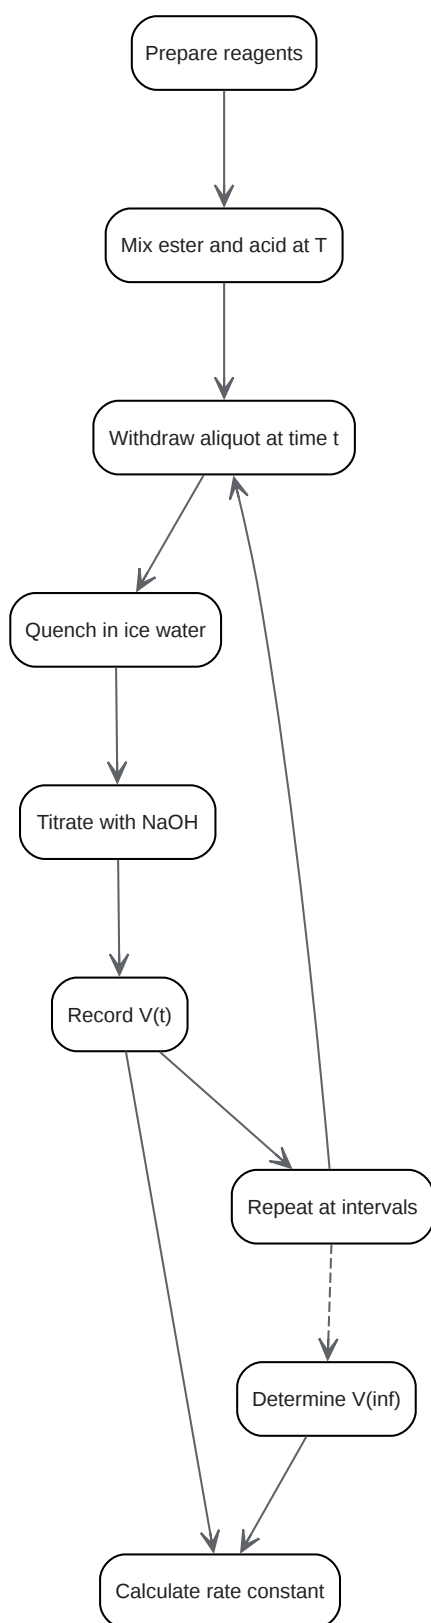 Prepare reagents
Mix ester and acid at T
Withdraw aliquot at time t
Quench in ice water
Titrate with NaOH
Record V(t)
Repeat at intervals
Determine V(inf)
Calculate rate constant